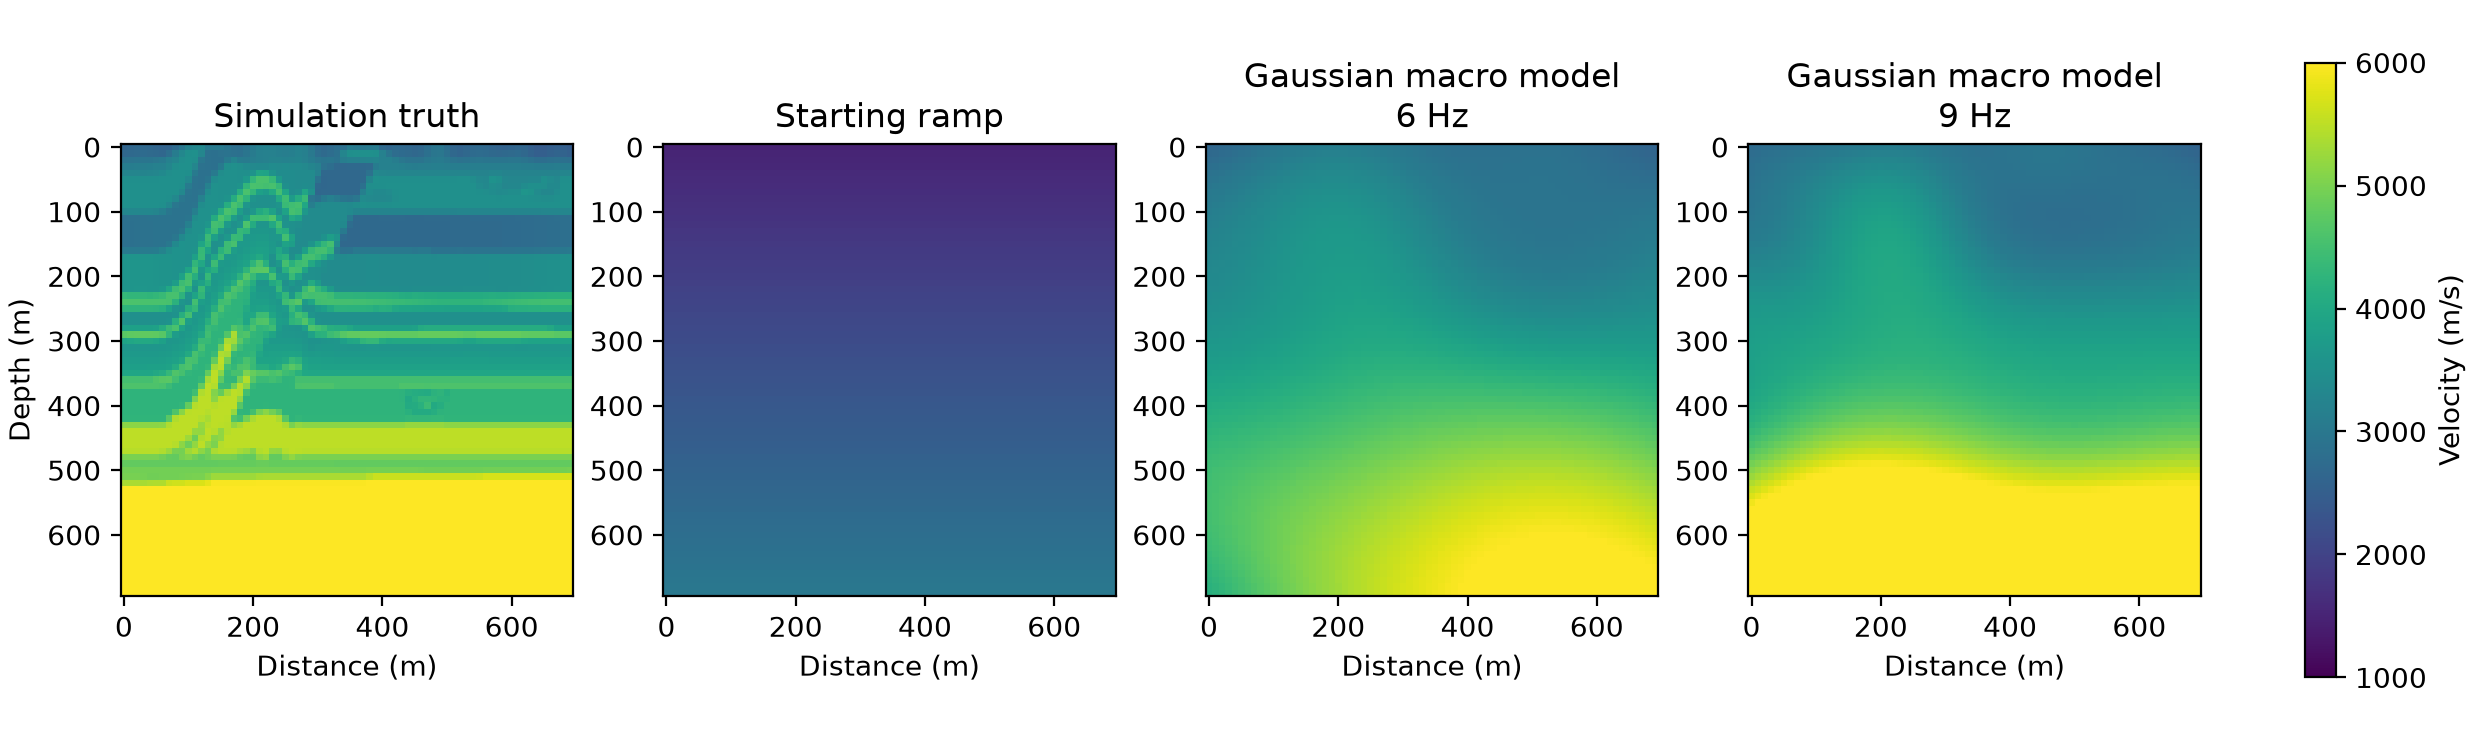 Simulation truth
Starting ramp
Gaussian macro model
6 Hz
Gaussian macro model
9 Hz
Depth (m)
0
100
200
300
400
500
600
0 200 400 600
Distance (m)
0
100
200
300
400
500
600
0 200 400 600
Distance (m)
0
100
200
300
400
500
600
0 200 400 600
Distance (m)
0
100
200
300
400
500
600
0 200 400 600
Distance (m)
6000
5000
4000
3000
2000
1000
Velocity (m/s)